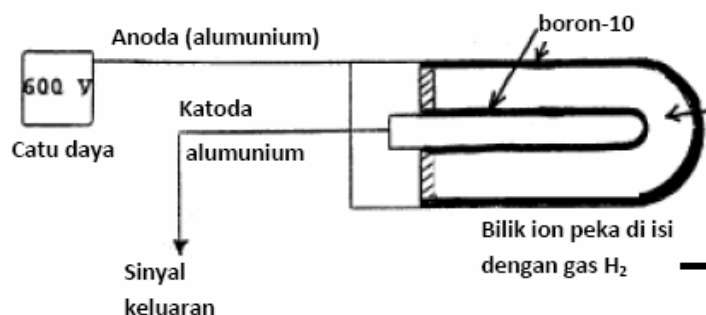 Anoda (alumunium)
boron-10
600 V
Katoda
alumunium
Catu daya
Bilik ion peka di isi
dengan gas H₂
Sinyal
keluaran